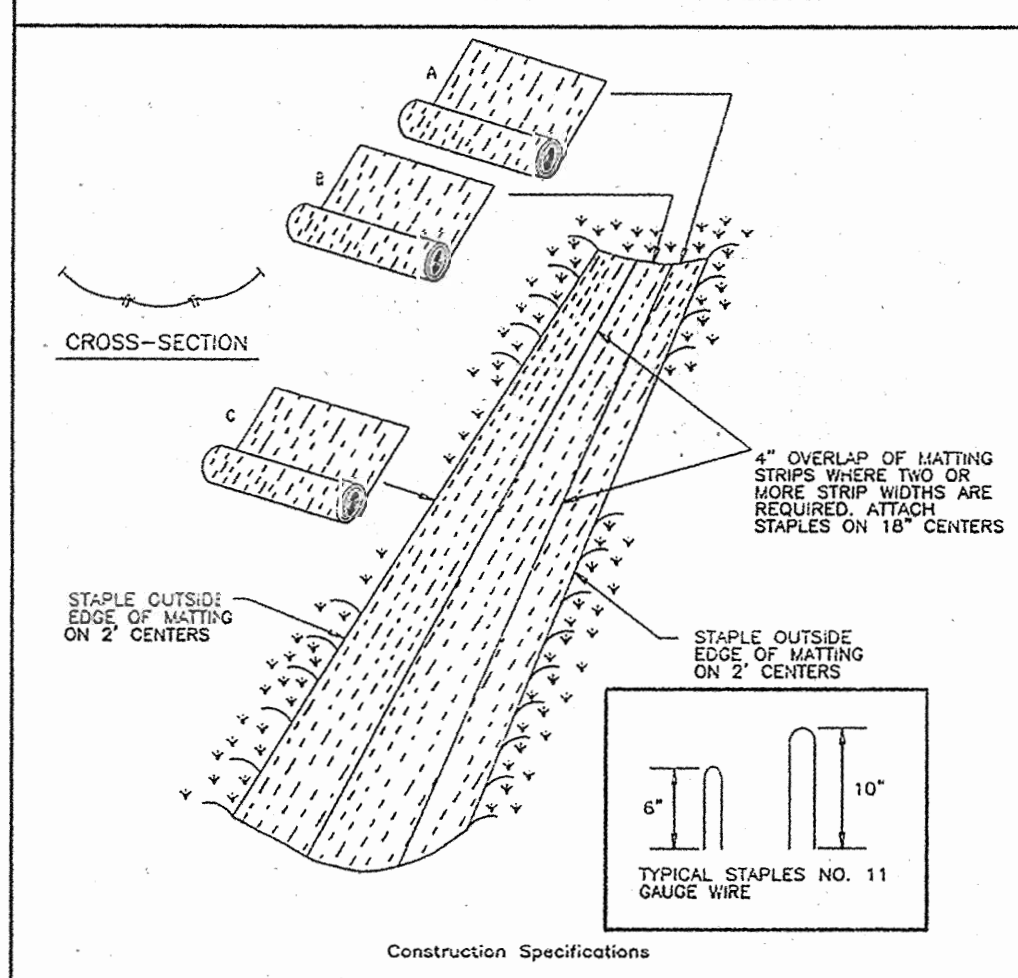 A
B
CROSS-SECTION
C
4" OVERLAP OF MATTING
STRIPS WHERE TWO OR
MORE STRIP WIDTHS ARE
REQUIRED. ATTACH
STAPLES ON 18" CENTERS
STAPLE OUTSIDE
EDGE OF MATTING
ON 2' CENTERS
STAPLE OUTSIDE
EDGE OF MATTING
ON 2' CENTERS
6"
10"
TYPICAL STAPLES NO. 11
GAUGE WIRE
Construction Specifications